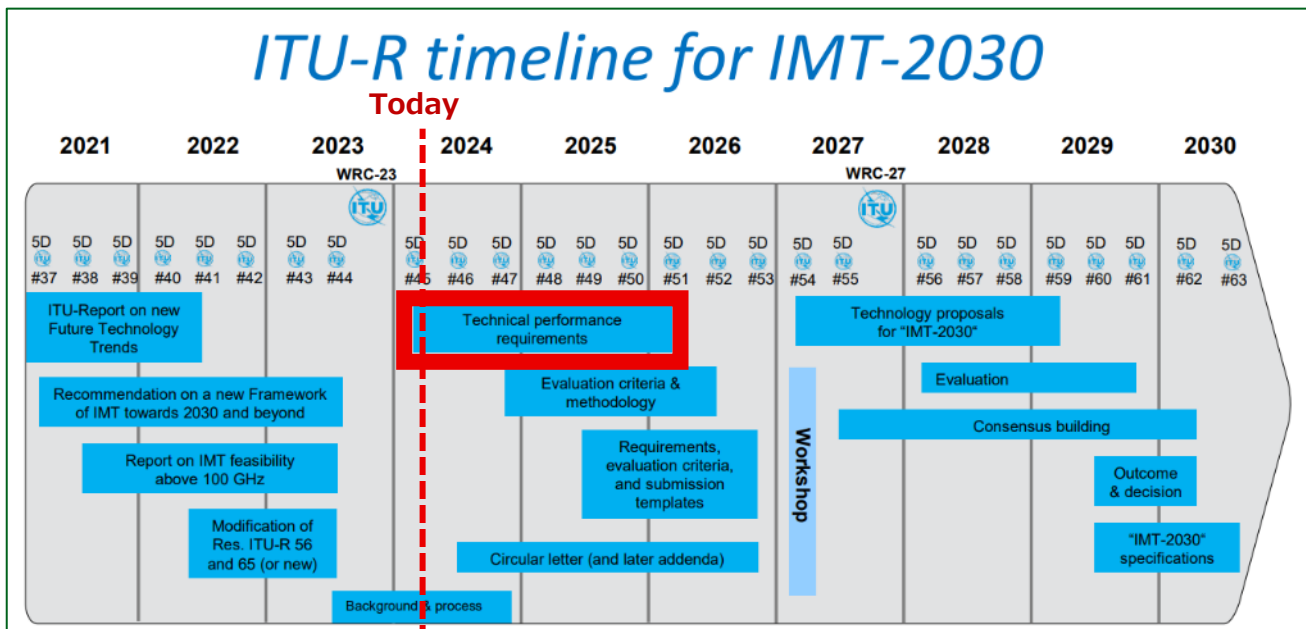 ITU-R timeline for IMT-2030
Today
2021 2022 2023 2024 2025 2026 2027 2028 2029 2030
WRC-23 WRC-27
ITU ITU
5D 5D 5D 5D 5D 5D 5D 5D 5D 5D 5D 5D 5D 5D 5D 5D 5D 5D 5D 5D 5D 5D 5D 5D 5D 5D 5D
#37 #38 #39 #40 #41 #42 #43 #44 #45 #46 #47 #48 #49 #50 #51 #52 #53 #54 #55 #56 #57 #58 #59 #60 #61 #62 #63
ITU-Report on new
Future Technology
Trends
Technical performance
requirements
Technology proposals
for "IMT-2030"
Recommendation on a new Framework
of IMT towards 2030 and beyond
Evaluation criteria &
methodology
Evaluation
Consensus building
Report on IMT feasibility
above 100 GHz
Requirements,
evaluation criteria,
and submission
templates
Workshop
Outcome
& decision
Modification of
Res. ITU-R 56
and 65 (or new)
Circular letter (and later addenda)
"IMT-2030"
specifications
Background & process